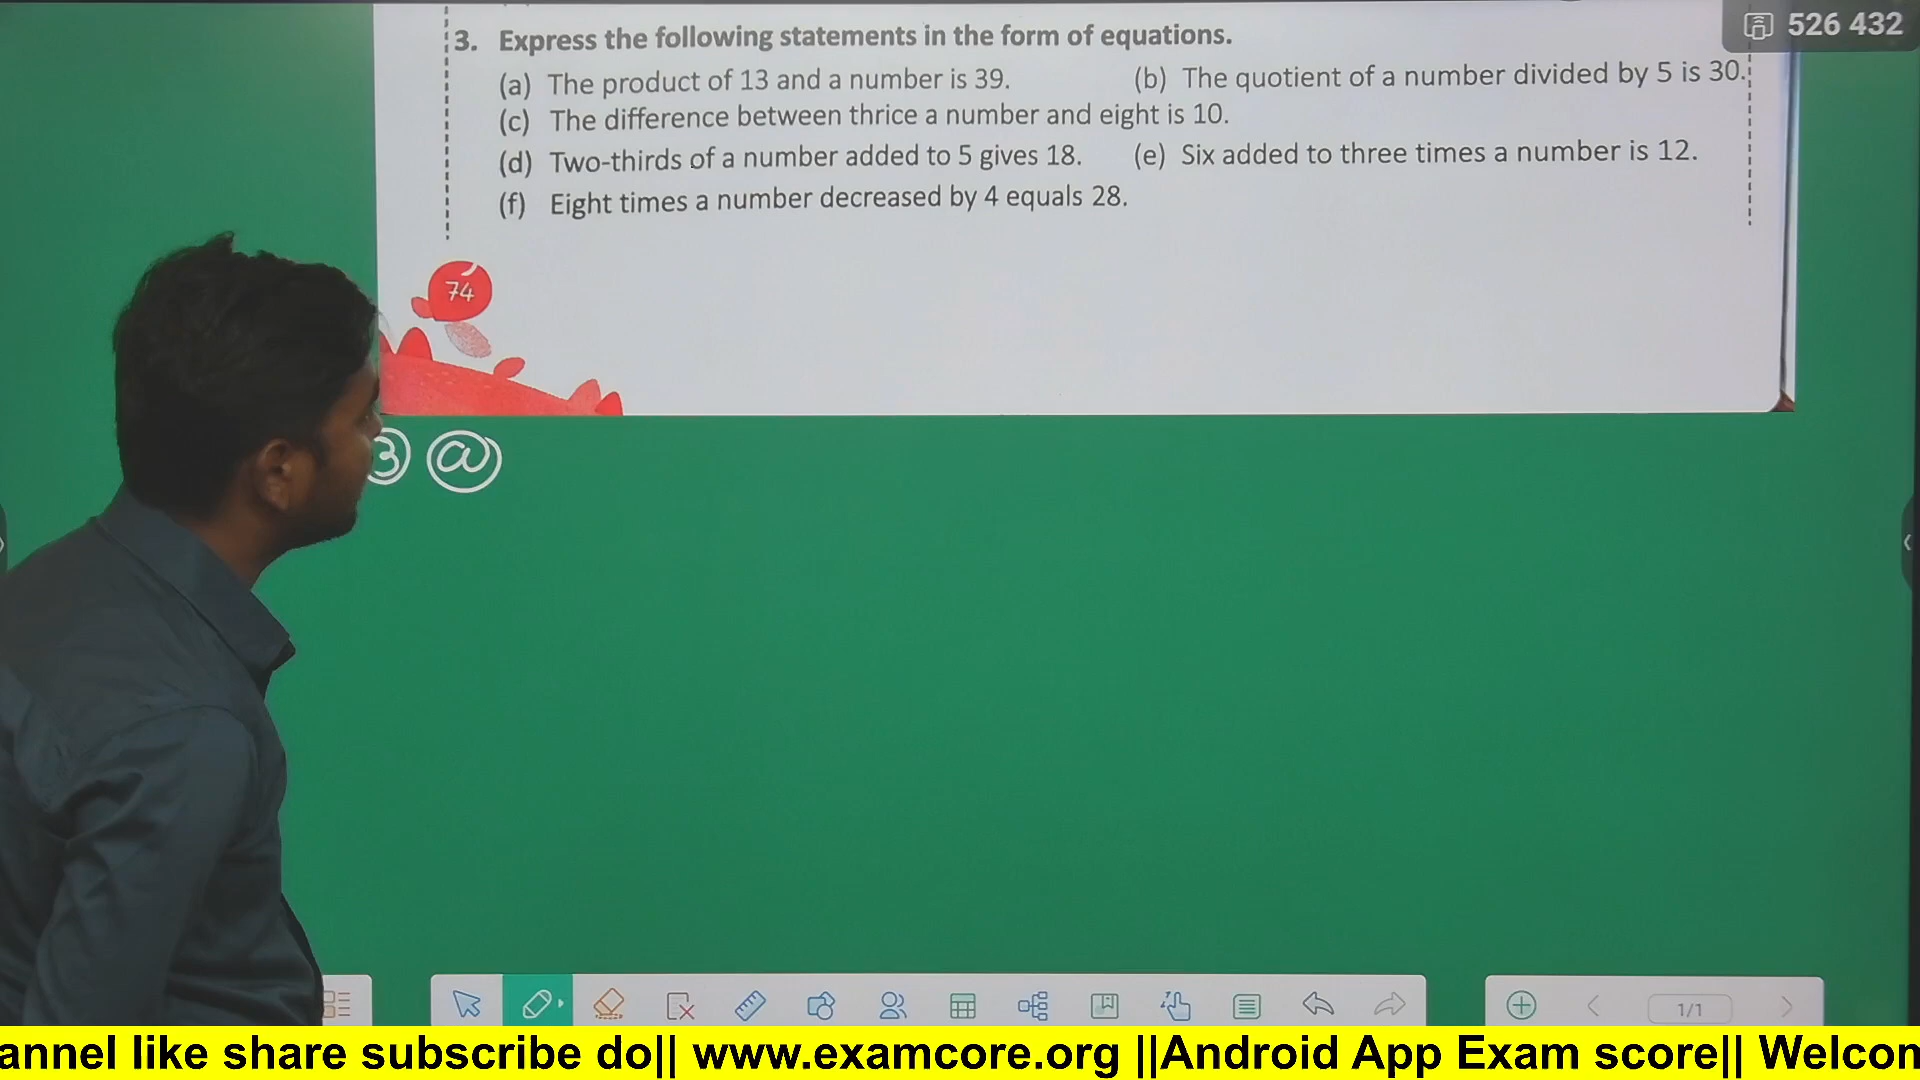 526 432
3. Express the following statements in the form of equations.
(a) The product of 13 and a number is 39. (b) The quotient of a number divided by 5 is 30.
(c) The difference between thrice a number and eight is 10.
(d) Two-thirds of a number added to 5 gives 18. (e) Six added to three times a number is 12.
(f) Eight times a number decreased by 4 equals 28.
74
3 a
1/1
annel like share subscribe do|| www.examcore.org ||Android App Exam score|| Welcon